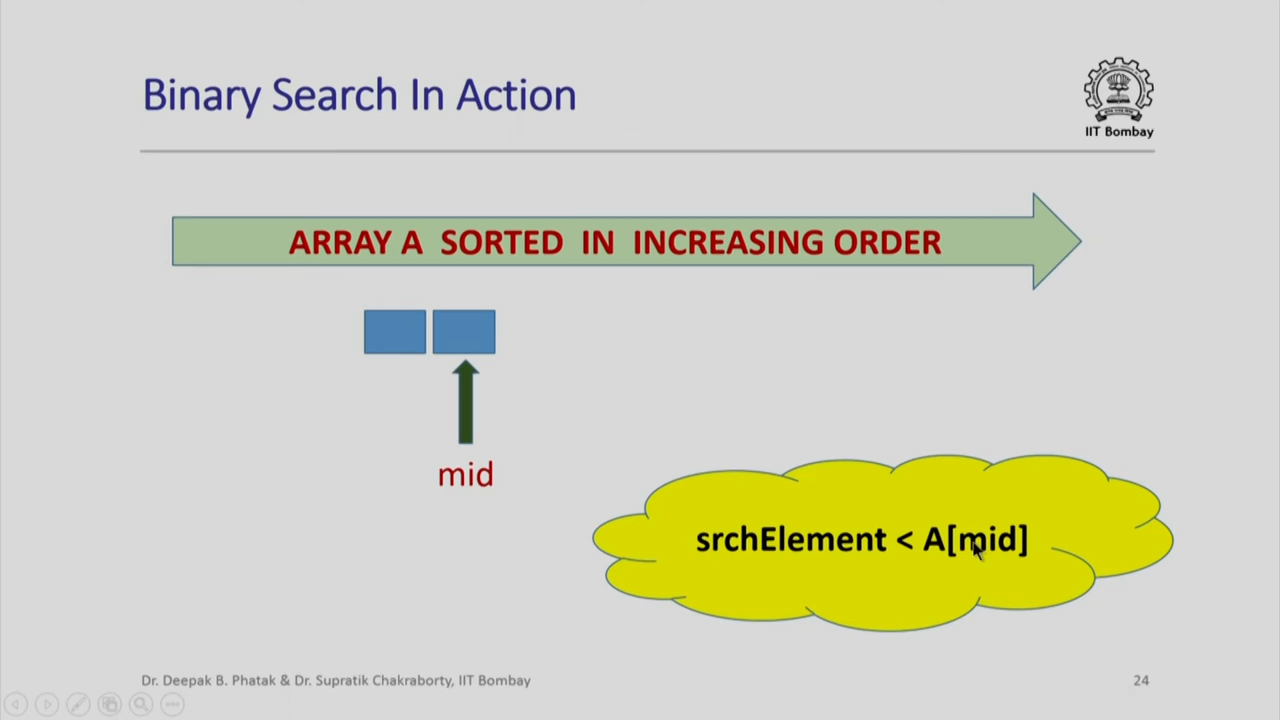 Binary Search In Action
IIT Bombay
ARRAY A SORTED IN INCREASING ORDER
mid
srchElement < A[mid]
Dr. Deepak B. Phatak & Dr. Supratik Chakraborty, IIT Bombay
24